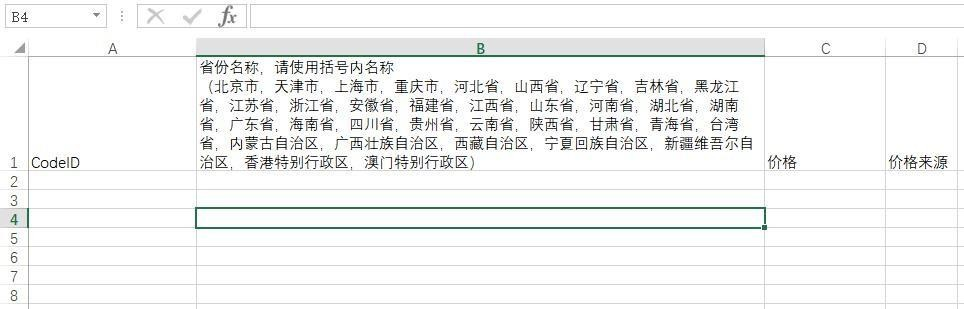 B4
fx
A
B
C
D
省份名称，请使用括号内名称
（北京市，天津市，上海市，重庆市，河北省，山西省，辽宁省，吉林省，黑龙江
省，江苏省，浙江省，安徽省，福建省，江西省，山东省，河南省，湖北省，湖南
省，广东省，海南省，四川省，贵州省，云南省，陕西省，甘肃省，青海省，台湾
省，内蒙古自治区，广西壮族自治区，西藏自治区，宁夏回族自治区，新疆维吾尔自
1 CodeID 治区，香港特别行政区，澳门特别行政区） 价格 价格来源
2
3
4
5
6
7
8